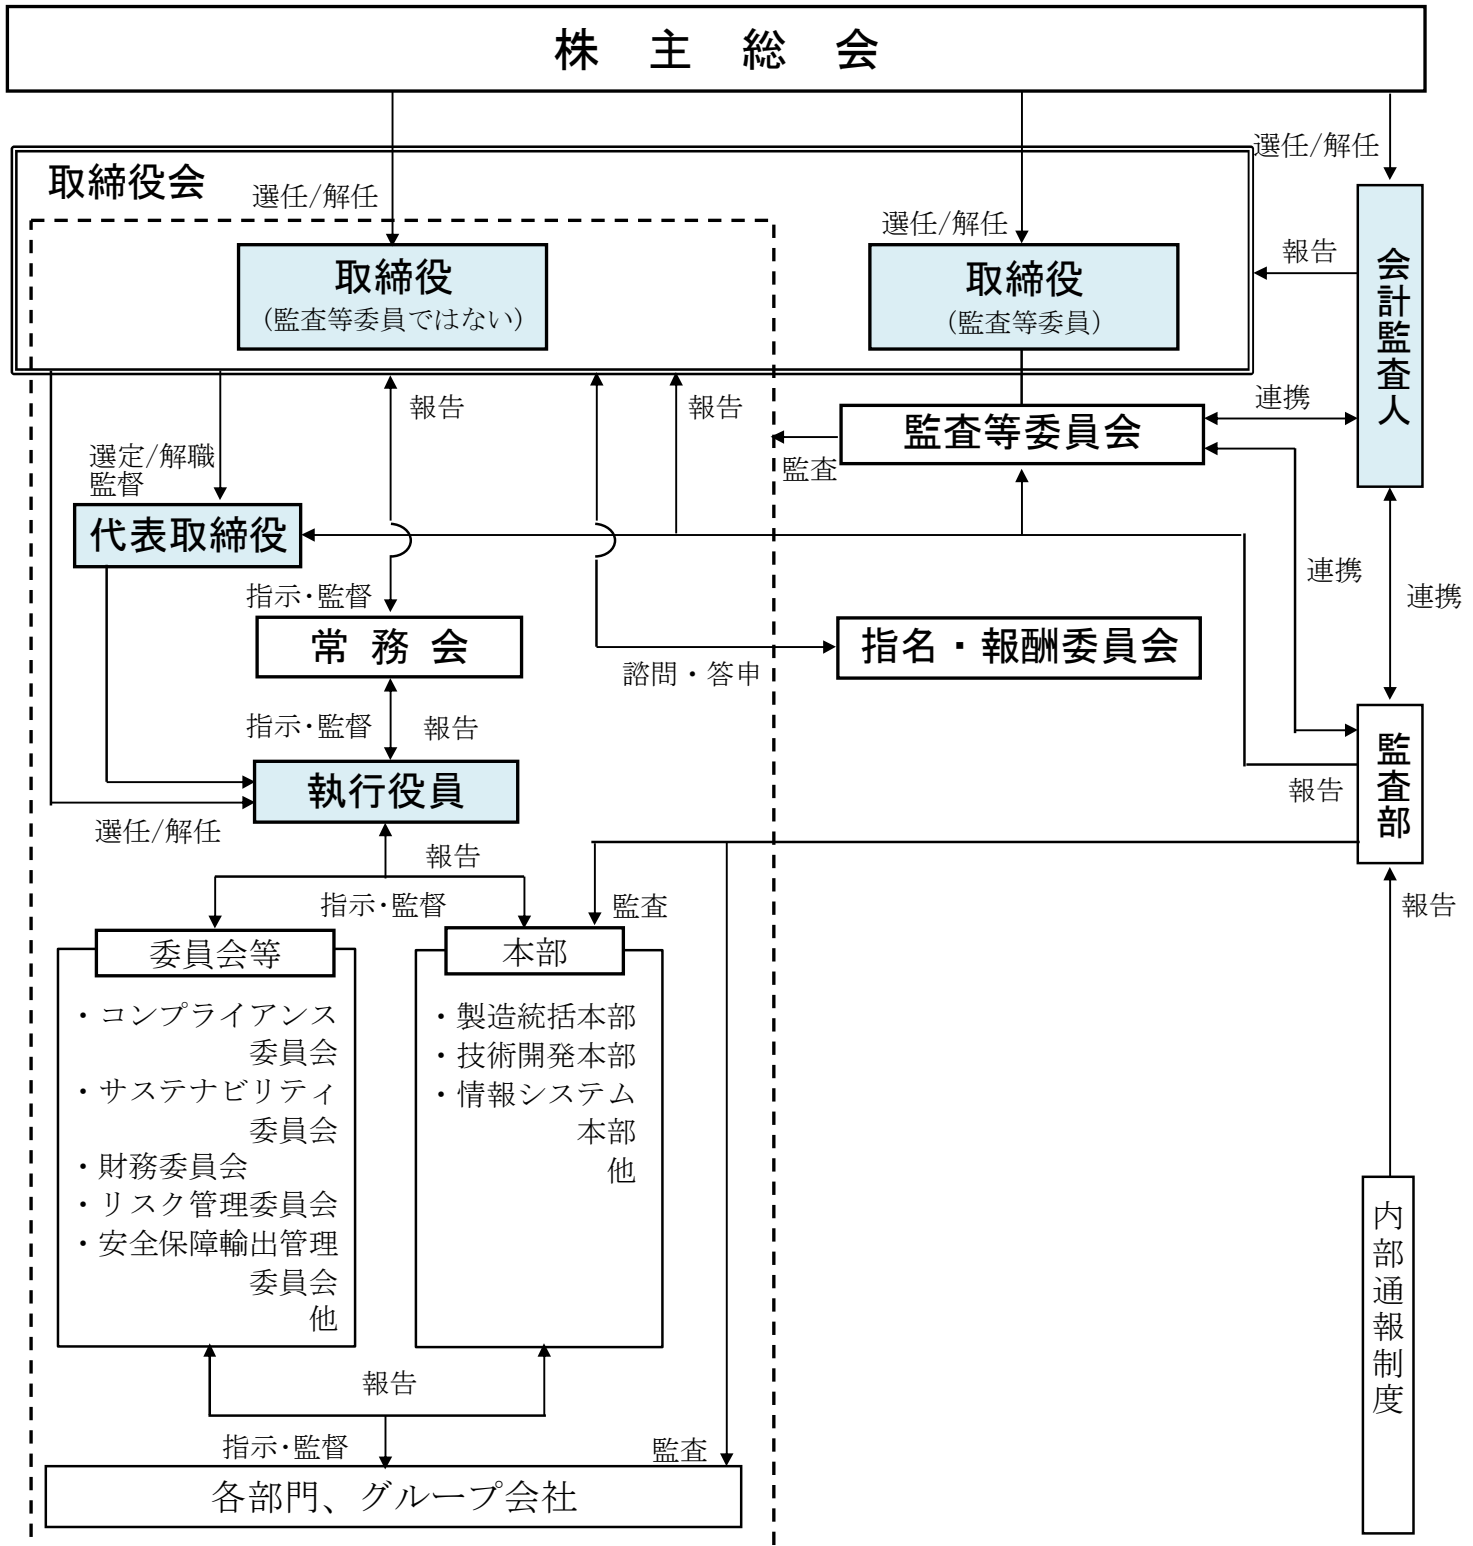 株 主 総 会
選任/解任
取締役会
選任/解任
選任/解任
取締役
(監査等委員ではない)
取締役
(監査等委員)
報告
会計監査人
報告
報告
連携
監査等委員会
監査
選定/解職
監督
代表取締役
連携
連携
指示・監督
常 務 会
指名・報酬委員会
諮問・答申
指示・監督
報告
監査部
執行役員
報告
選任/解任
報告
指示・監督
監査
報告
委員会等
本部
・コンプライアンス
委員会
・サステナビリティ
委員会
・財務委員会
・リスク管理委員会
・安全保障輸出管理
委員会
他
・製造統括本部
・技術開発本部
・情報システム
本部
他
内部通報制度
報告
指示・監督
監査
各部門、グループ会社